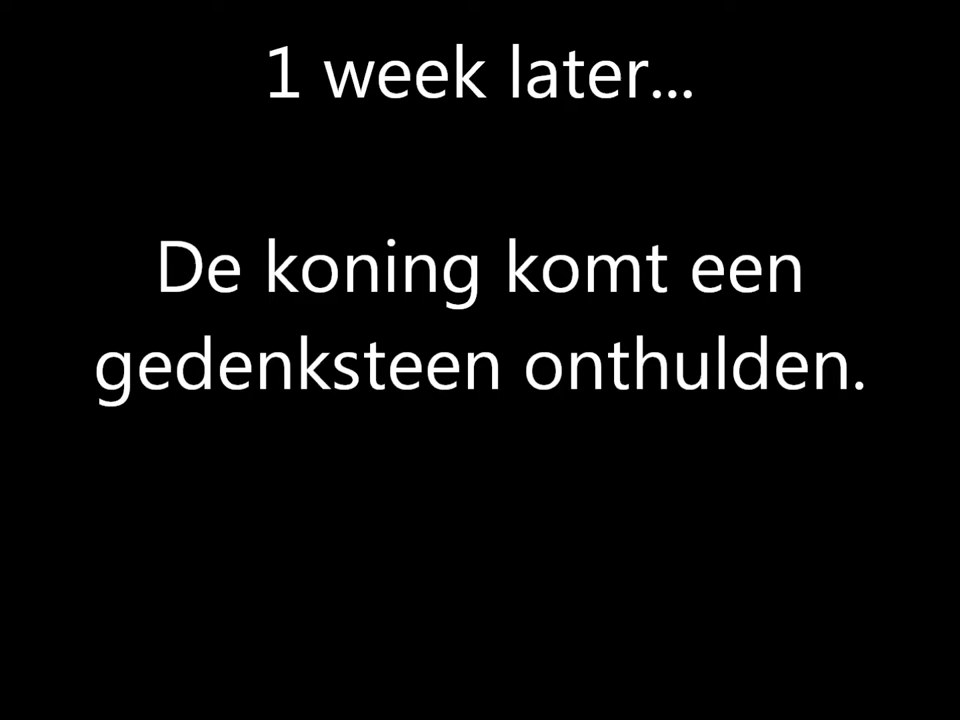 1 week later...
De koning komt een
gedenksteen onthulden.